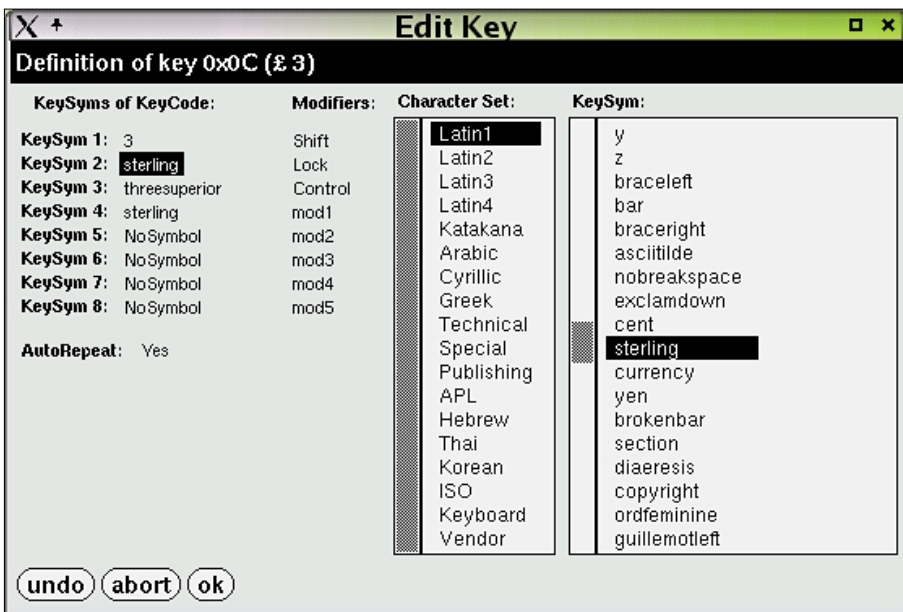 Edit Key
Definition of key 0x0C (£ 3)
KeySyms of KeyCode: Modifiers:
KeySym 1: 3 Shift
KeySym 2: sterling Lock
KeySym 3: threesuperior Control
KeySym 4: sterling mod1
KeySym 5: NoSymbol mod2
KeySym 6: NoSymbol mod3
KeySym 7: NoSymbol mod4
KeySym 8: NoSymbol mod5
AutoRepeat: Yes
Character Set:
Latin1
Latin2
Latin3
Latin4
Katakana
Arabic
Cyrillic
Greek
Technical
Special
Publishing
APL
Hebrew
Thai
Korean
ISO
Keyboard
Vendor
KeySym:
y
z
braceleft
bar
braceright
asciitilde
nobreakspace
exclamdown
cent
sterling
currency
yen
brokenbar
section
diaeresis
copyright
ordfeminine
guillemotleft
undo abort ok